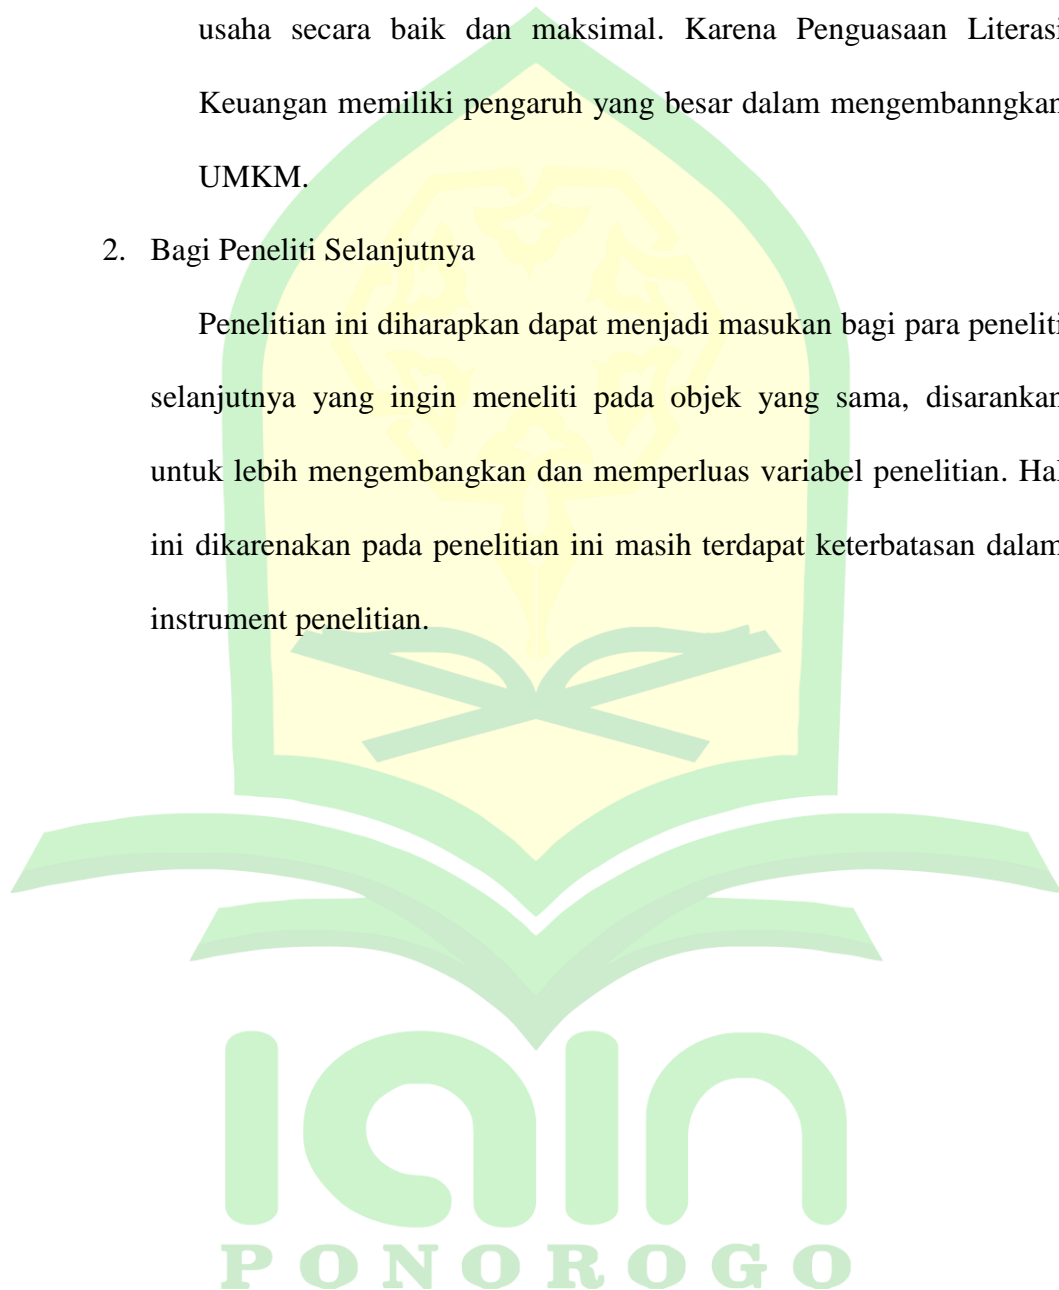 usaha secara baik dan maksimal. Karena Penguasaan Literasi
Keuangan memiliki pengaruh yang besar dalam mengembanngkan
UMKM.
2. Bagi Peneliti Selanjutnya
Penelitian ini diharapkan dapat menjadi masukan bagi para peneliti
selanjutnya yang ingin meneliti pada objek yang sama, disarankan
untuk lebih mengembangkan dan memperluas variabel penelitian. Hal
ini dikarenakan pada penelitian ini masih terdapat keterbatasan dalam
instrument penelitian.
IAIN
PONOROGO